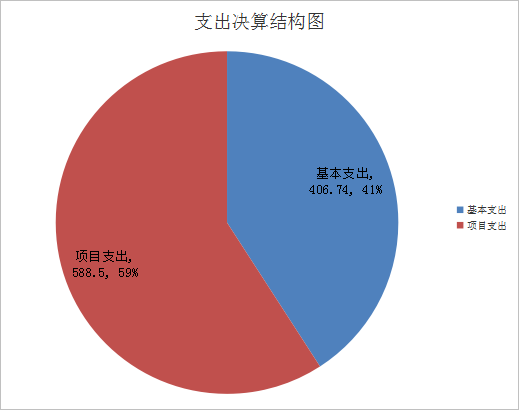 支出决算结构图
基本支出,
406.74, 41%
项目支出,
588.5, 59%
基本支出
项目支出